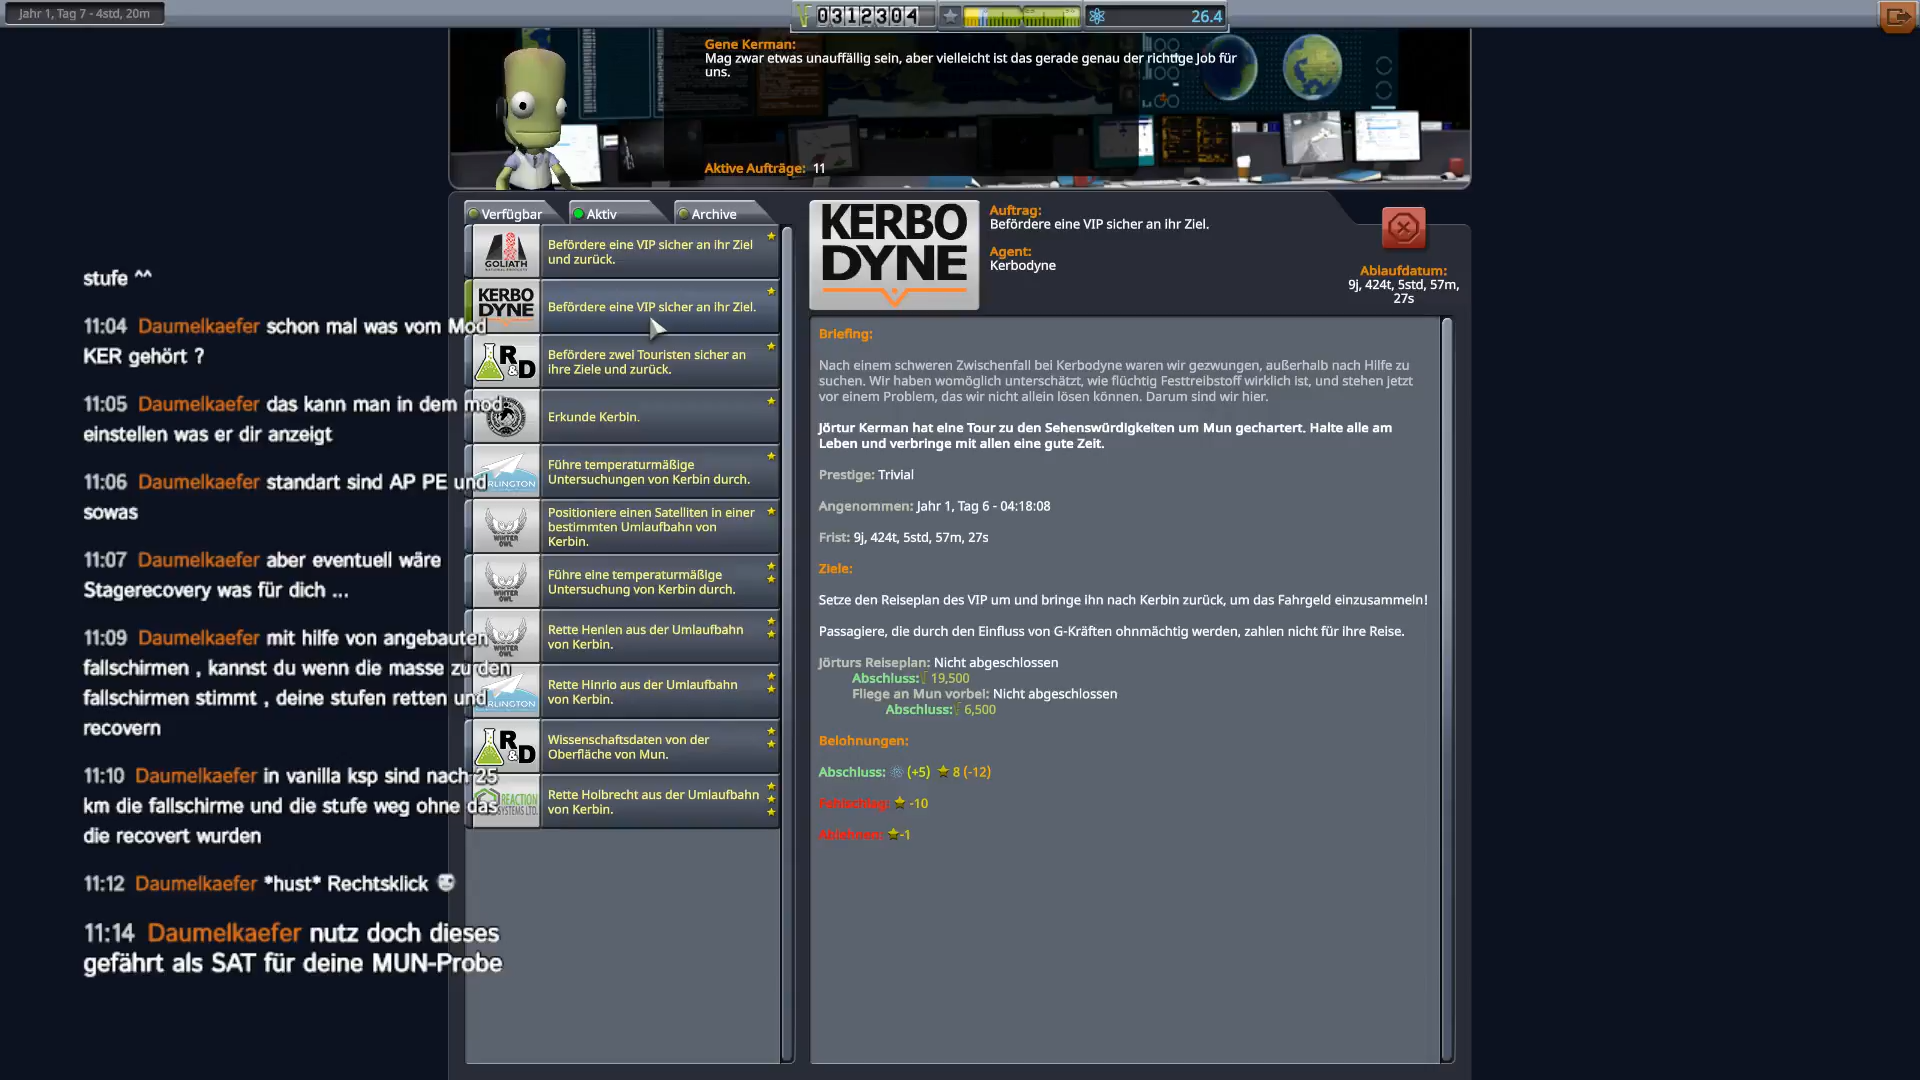 Jahr 1, Tag 7 - 4std, 20m
0312304
26.4
Gene Kerman:
Mag zwar etwas unauffällig sein, aber vielleicht ist das gerade genau der richtige Job für
uns.
Aktive Aufträge: 11
Verfügbar
Aktiv
Archive
GOLIATH
Befördere eine VIP sicher an ihr Ziel
und zurück.
KERBO
DYNE
Befördere eine VIP sicher an ihr Ziel.
R&D
Befördere zwei Touristen sicher an
ihre Ziele und zurück.
Erkunde Kerbin.
Führe temperaturmäßige
Untersuchungen von Kerbin durch.
WINTER
OWL
Positioniere einen Satelliten in einer
bestimmten Umlaufbahn von
Kerbin.
WINTER
OWL
Führe eine temperaturmäßige
Untersuchung von Kerbin durch.
WINTER
OWL
Rette Henlen aus der Umlaufbahn
von Kerbin.
Rette Hinrio aus der Umlaufbahn
von Kerbin.
R&D
Wissenschaftsdaten von der
Oberfläche von Mun.
REACTION
SYSTEMS LTD.
Rette Holbrecht aus der Umlaufbahn
von Kerbin.
KERBO
DYNE
Auftrag:
Befördere eine VIP sicher an ihr Ziel.
Agent:
Kerbodyne
Ablaufdatum:
9j, 424t, 5std, 57m,
27s
Briefing:
Nach einem schweren Zwischenfall bei Kerbodyne waren wir gezwungen, außerhalb nach Hilfe zu
suchen. Wir haben womöglich unterschätzt, wie flüchtig Festtreibstoff wirklich ist, und stehen jetzt
vor einem Problem, das wir nicht allein lösen können. Darum sind wir hier.
Jörtur Kerman hat eine Tour zu den Sehenswürdigkeiten um Mun gechartert. Halte alle am
Leben und verbringe mit allen eine gute Zeit.
Prestige: Trivial
Angenommen: Jahr 1, Tag 6 - 04:18:08
Frist: 9j, 424t, 5std, 57m, 27s
Ziele:
Setze den Reiseplan des VIP um und bringe ihn nach Kerbin zurück, um das Fahrgeld einzusammeln!
Passagiere, die durch den Einfluss von G-Kräften ohnmächtig werden, zahlen nicht für ihre Reise.
Jörturs Reiseplan: Nicht abgeschlossen
Abschluss: 19,500
Fliege an Mun vorbei: Nicht abgeschlossen
Abschluss: 6,500
Belohnungen:
Abschluss: (+5) 8 (-12)
Fehlschlag: -10
Ablehnen: -1
stufe ^^
11:04 Daumelkaefer schon mal was vom Mod
KER gehört ?
11:05 Daumelkaefer das kann man in dem mod
einstellen was er dir anzeigt
11:06 Daumelkaefer standart sind AP PE und
sowas
11:07 Daumelkaefer aber eventuell wäre
Stagerecovery was für dich ...
11:09 Daumelkaefer mit hilfe von angebauten
fallschirmen , kannst du wenn die masse zu den
fallschirmen stimmt , deine stufen retten und
recovern
11:10 Daumelkaefer in vanilla ksp sind nach 25
km die fallschirme und die stufe weg ohne das
die recovert wurden
11:12 Daumelkaefer *hust* Rechtsklick
11:14 Daumelkaefer nutz doch dieses
gefährt als SAT für deine MUN-Probe